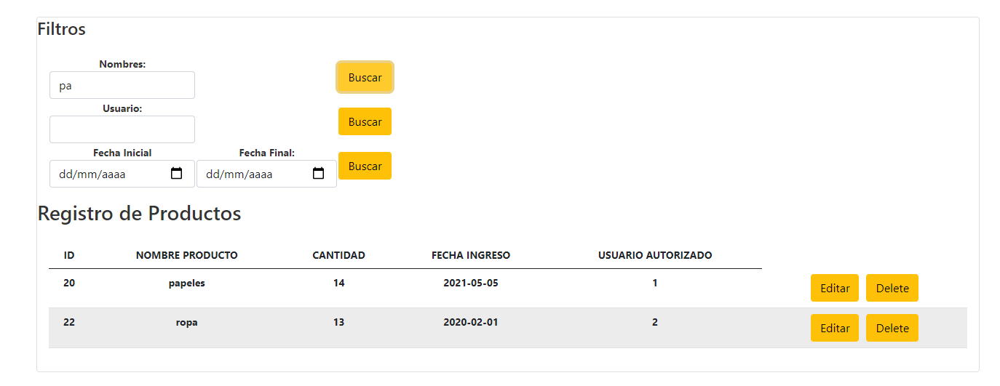 Filtros
Nombres:
pa
Buscar
Usuario:
Buscar
Fecha Inicial Fecha Final:
dd/mm/aaaa dd/mm/aaaa Buscar
Registro de Productos
ID NOMBRE PRODUCTO CANTIDAD FECHA INGRESO USUARIO AUTORIZADO
20 papeles 14 2021-05-05 1 Editar Delete
22 ropa 13 2020-02-01 2 Editar Delete